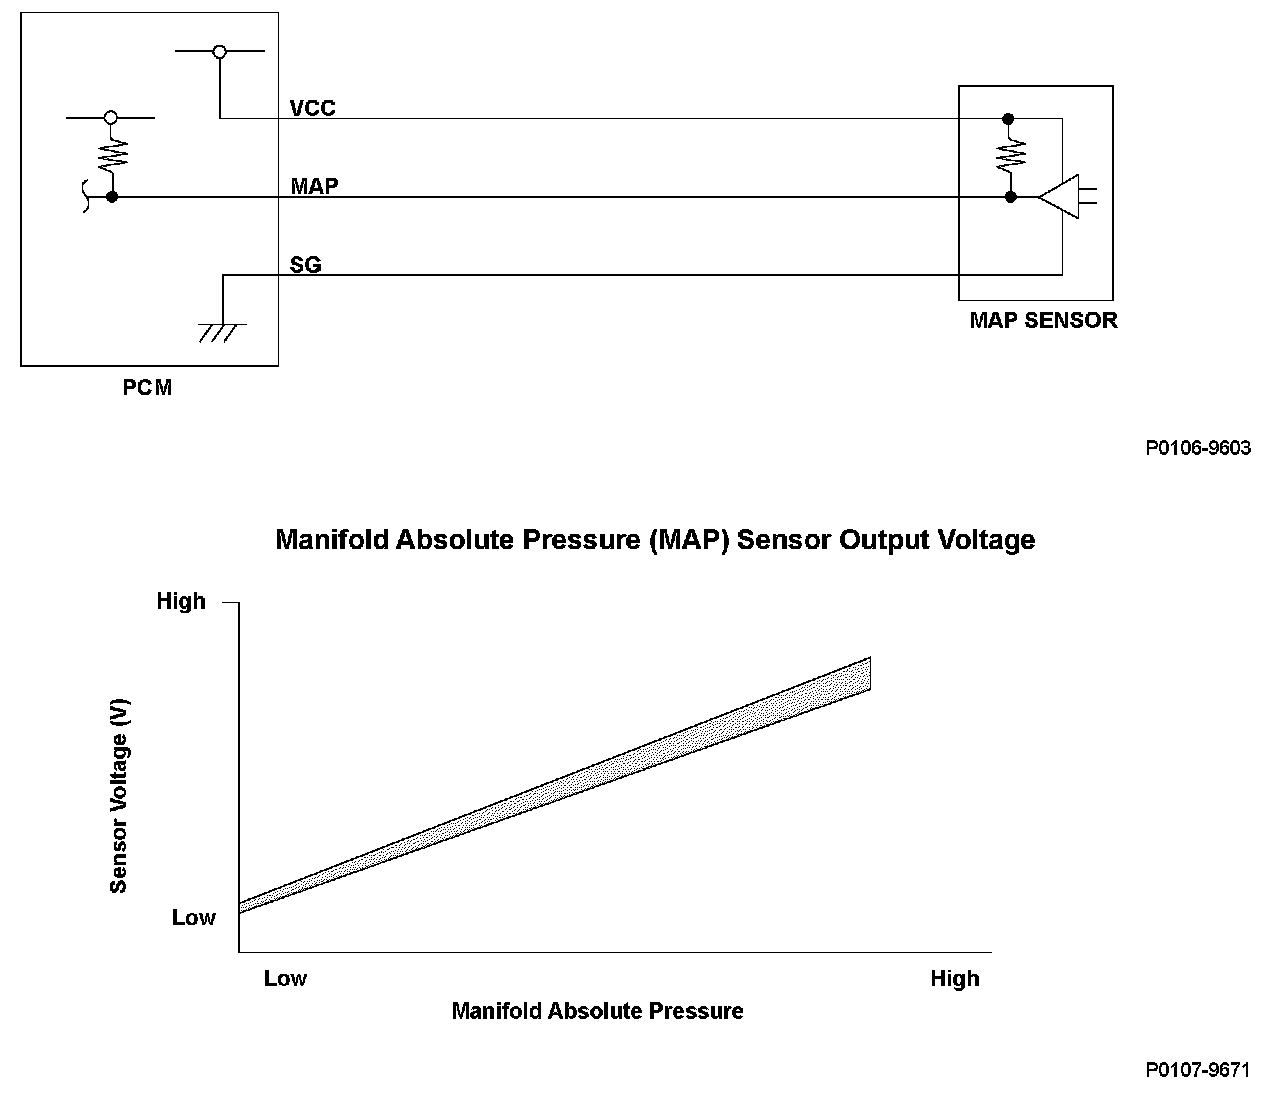 VCC
MAP
SG
MAP SENSOR
PCM
P0106-9603
Manifold Absolute Pressure (MAP) Sensor Output Voltage
High
Sensor Voltage (V)
Low
Low
High
Manifold Absolute Pressure
P0107-9671